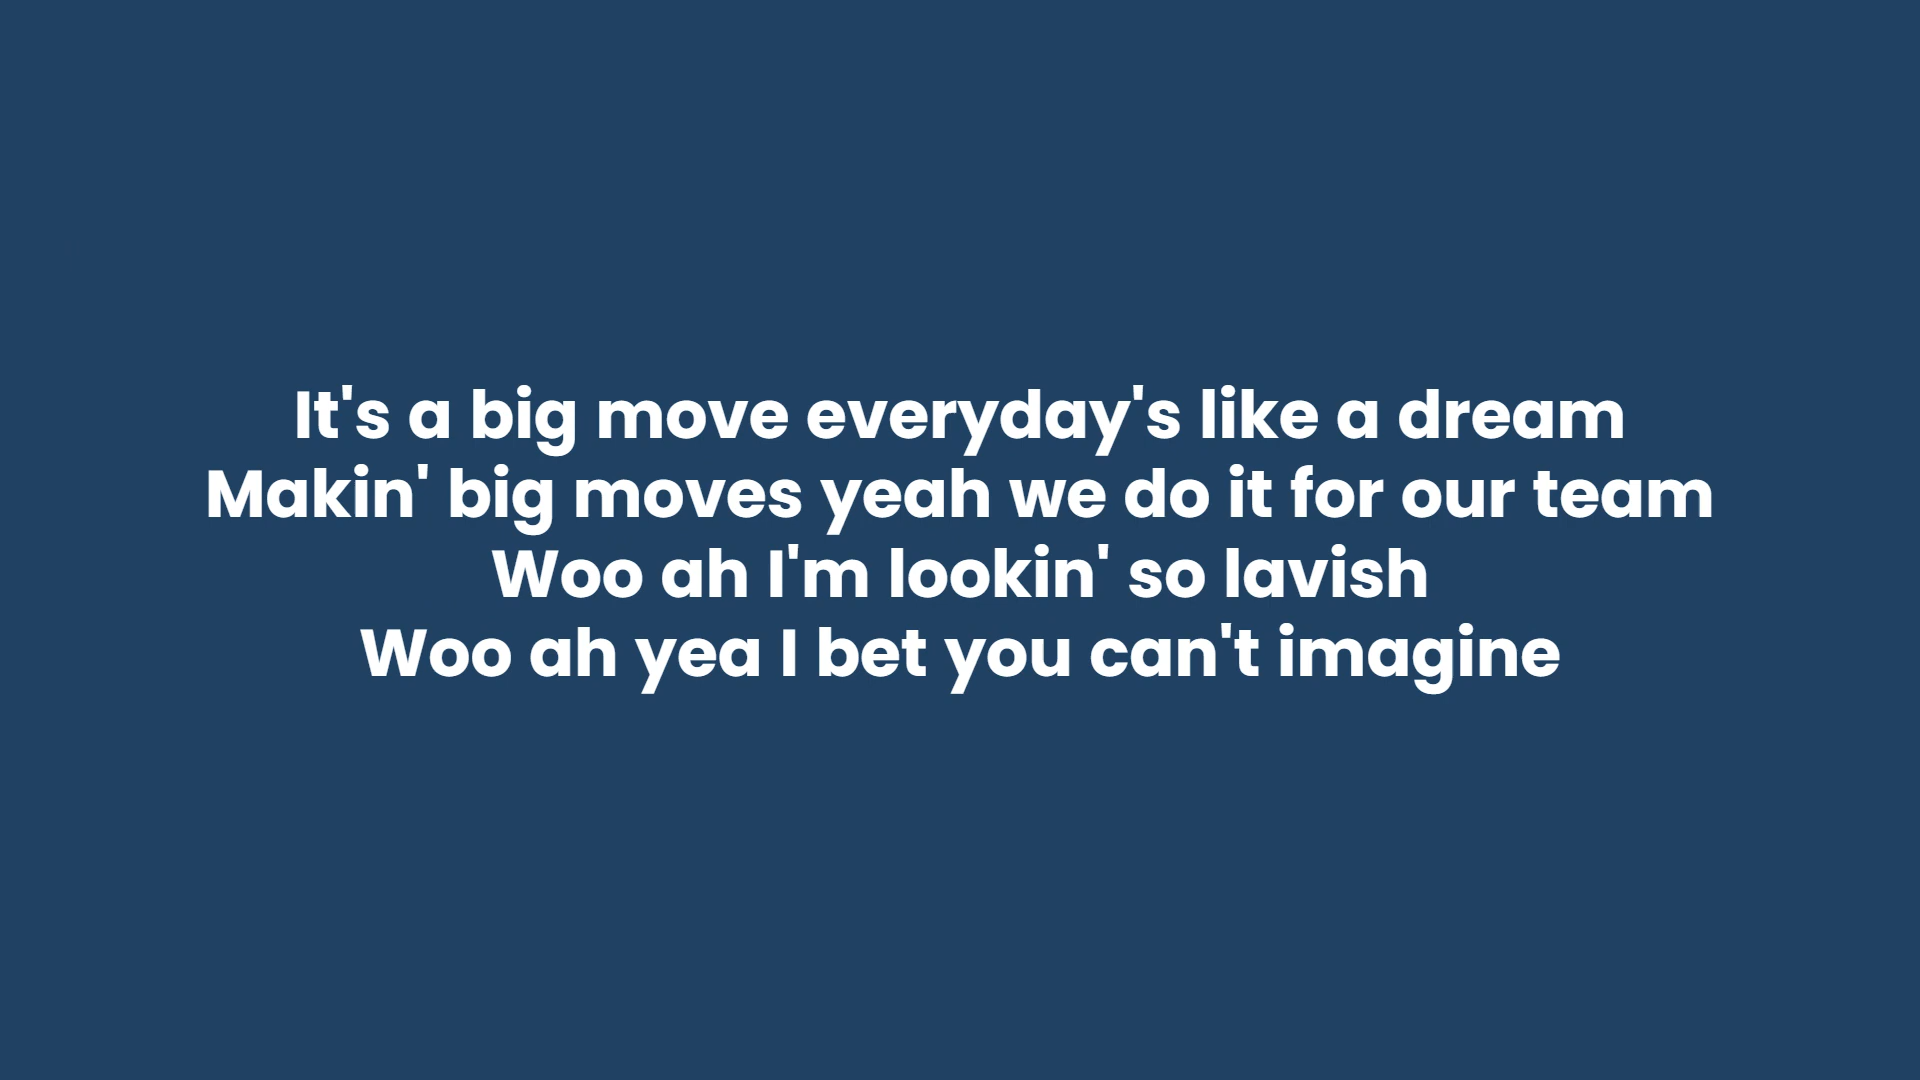 It's a big move everyday's like a dream
Makin' big moves yeah we do it for our team
Woo ah I'm lookin' so lavish
Woo ah yea I bet you can't imagine